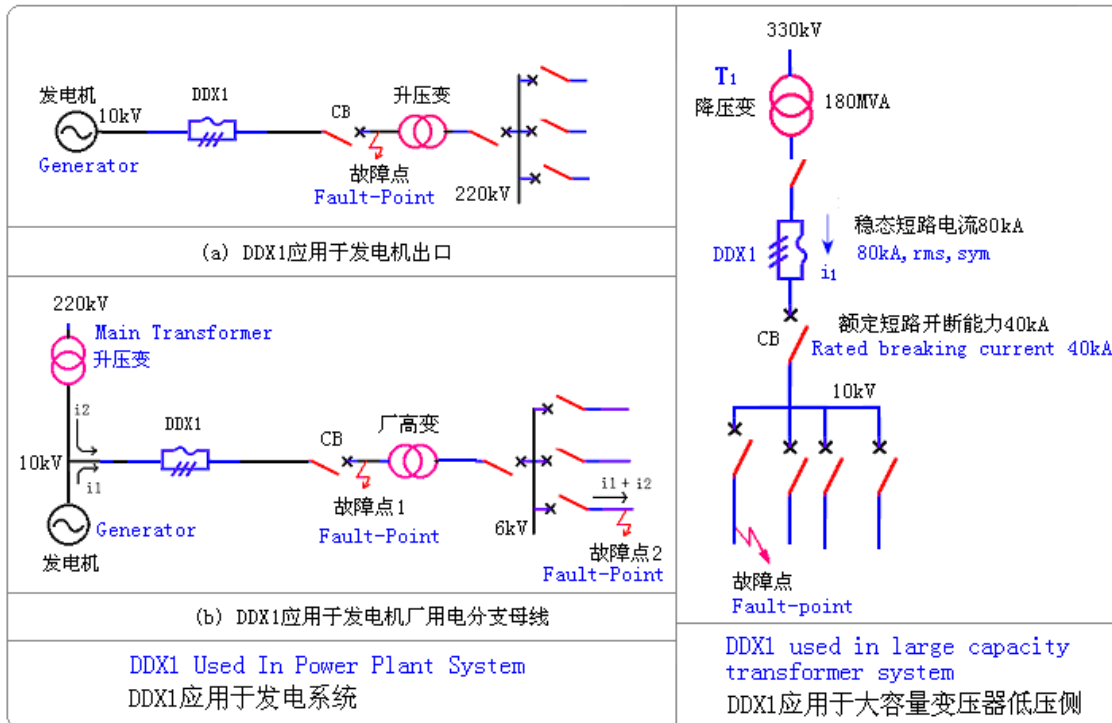 发电机
10kV
DDX1
CB
升压变
Generator
故障点
Fault-Point
220kV
(a) DDX1应用于发电机出口
220kV
Main Transformer
升压变
i2
DDX1
CB
厂高变
10kV
i1
i1 + i2
Generator
发电机
故障点1
Fault-Point
6kV
故障点2
Fault-Point
(b) DDX1应用于发电机厂用电分支母线
DDX1 Used In Power Plant System
DDX1应用于发电系统
330kV
T1
降压变
180MVA
稳态短路电流80kA
DDX1
80kA,rms,sym
i1
额定短路开断能力40kA
CB
Rated breaking current 40kA
10kV
故障点
Fault-point
DDX1 used in large capacity
transformer system
DDX1应用于大容量变压器低压侧